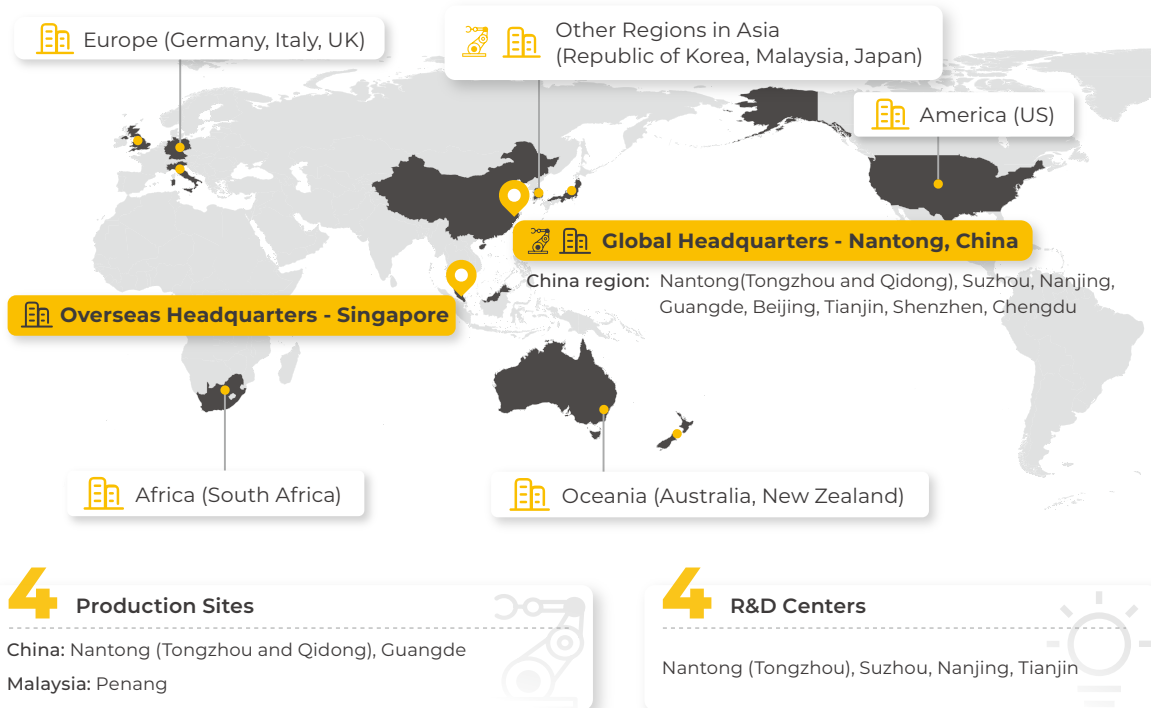 Europe (Germany, Italy, UK)
Other Regions in Asia
(Republic of Korea, Malaysia, Japan)
America (US)
Global Headquarters - Nantong, China
China region: Nantong(Tongzhou and Qidong), Suzhou, Nanjing,
Guangde, Beijing, Tianjin, Shenzhen, Chengdu
Overseas Headquarters - Singapore
Africa (South Africa)
Oceania (Australia, New Zealand)
4 Production Sites
China: Nantong (Tongzhou and Qidong), Guangde
Malaysia: Penang
4 R&D Centers
Nantong (Tongzhou), Suzhou, Nanjing, Tianjin